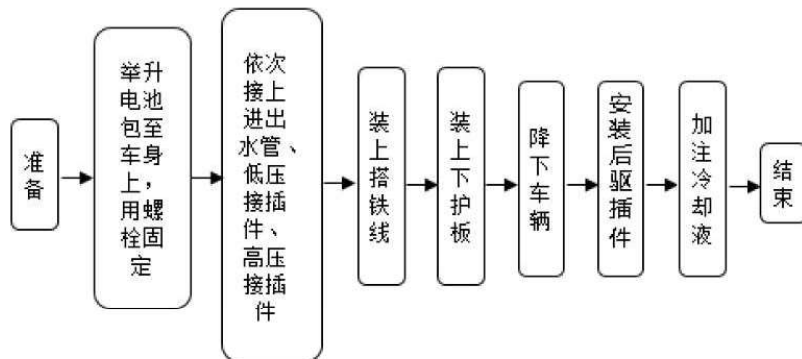 准备
举升
电池
包至
车身
上，
用螺
栓固
定
依次
接上
进出
水管、
低压
接插
件、
高压
接插
件
装上搭铁线
装上下护板
降下车辆
安装后驱插件
加注冷却液
结束